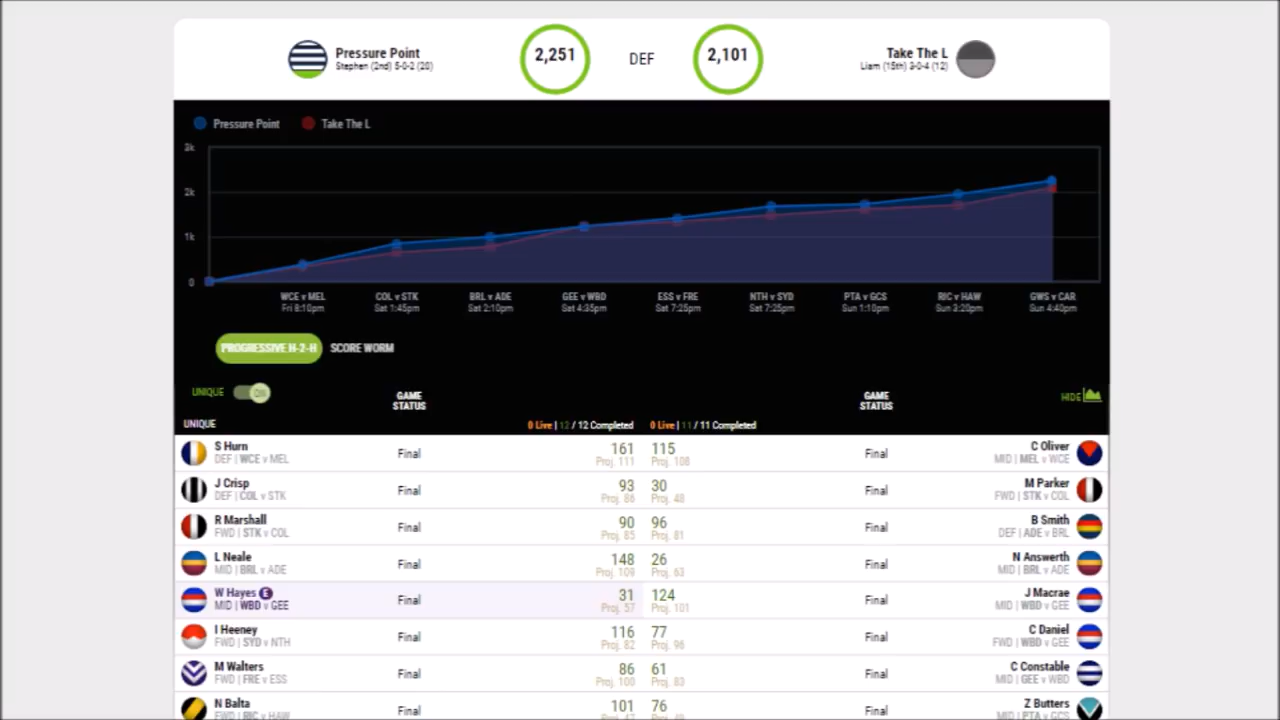 Pressure Point
Stephen (2nd) 5-0-2 (20)
2,251
DEF
2,101
Take The L
Liam (15th) 3-0-4 (12)
Pressure Point
Take The L
3k
2k
1k
0
WCE v MEL
Fri 8:10pm
COL v STK
Sat 1:45pm
BRL v ADE
Sat 2:10pm
GEE v WBD
Sat 4:35pm
ESS v FRE
Sat 7:25pm
NTH v SYD
Sat 7:25pm
PTA v GCS
Sun 1:10pm
RIC v HAW
Sun 3:20pm
GWS v CAR
Sun 4:40pm
PROGRESSIVE H-2-H
SCORE WORM
UNIQUE
ON
GAME
STATUS
GAME
STATUS
HIDE
UNIQUE
0 Live | 12 / 12 Completed
0 Live | 11 / 11 Completed
S Hurn
DEF | WCE v MEL
Final
161
Proj. 111
115
Proj. 108
Final
C Oliver
MID | MEL v WCE
J Crisp
DEF | COL v STK
Final
93
Proj. 86
30
Proj. 48
Final
M Parker
FWD | STK v COL
R Marshall
FWD | STK v COL
Final
90
Proj. 85
96
Proj. 81
Final
B Smith
DEF | ADE v BRL
L Neale
MID | BRL v ADE
Final
148
Proj. 109
26
Proj. 63
Final
N Answerth
MID | BRL v ADE
W Hayes E
MID | WBD v GEE
Final
31
Proj. 57
124
Proj. 101
Final
J Macrae
MID | WBD v GEE
I Heeney
FWD | SYD v NTH
Final
116
Proj. 82
77
Proj. 96
Final
C Daniel
FWD | WBD v GEE
M Walters
FWD | FRE v ESS
Final
86
Proj. 100
61
Proj. 83
Final
C Constable
MID | GEE v WBD
N Balta
FWD | RIC v HAW
Final
101
76
Final
Z Butters
MID | PTA v GCS